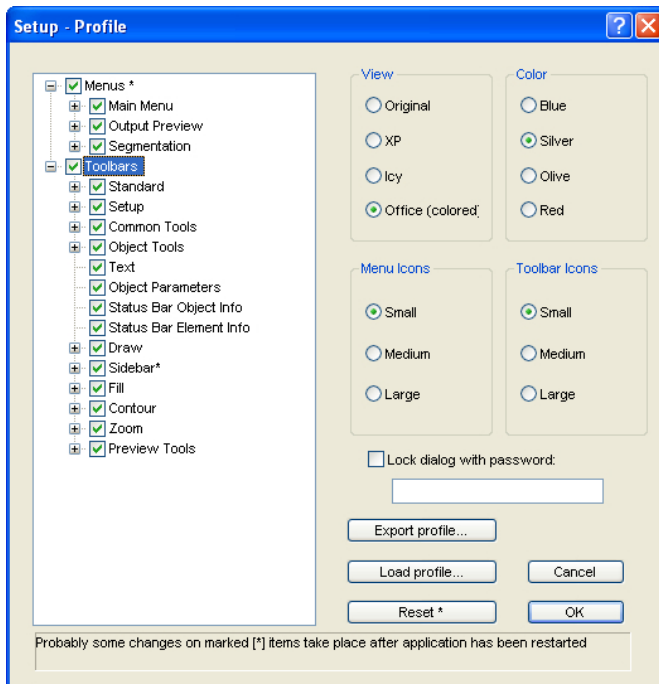 Setup - Profile
Menus *
Main Menu
Output Preview
Segmentation
Toolbars
Standard
Setup
Common Tools
Object Tools
Text
Object Parameters
Status Bar Object Info
Status Bar Element Info
Draw
Sidebar*
Fill
Contour
Zoom
Preview Tools
View
Original
XP
Icy
Office (colored)
Color
Blue
Silver
Olive
Red
Menu Icons
Small
Medium
Large
Toolbar Icons
Small
Medium
Large
Lock dialog with password:
Export profile...
Load profile...
Cancel
Reset *
OK
Probably some changes on marked [*] items take place after application has been restarted